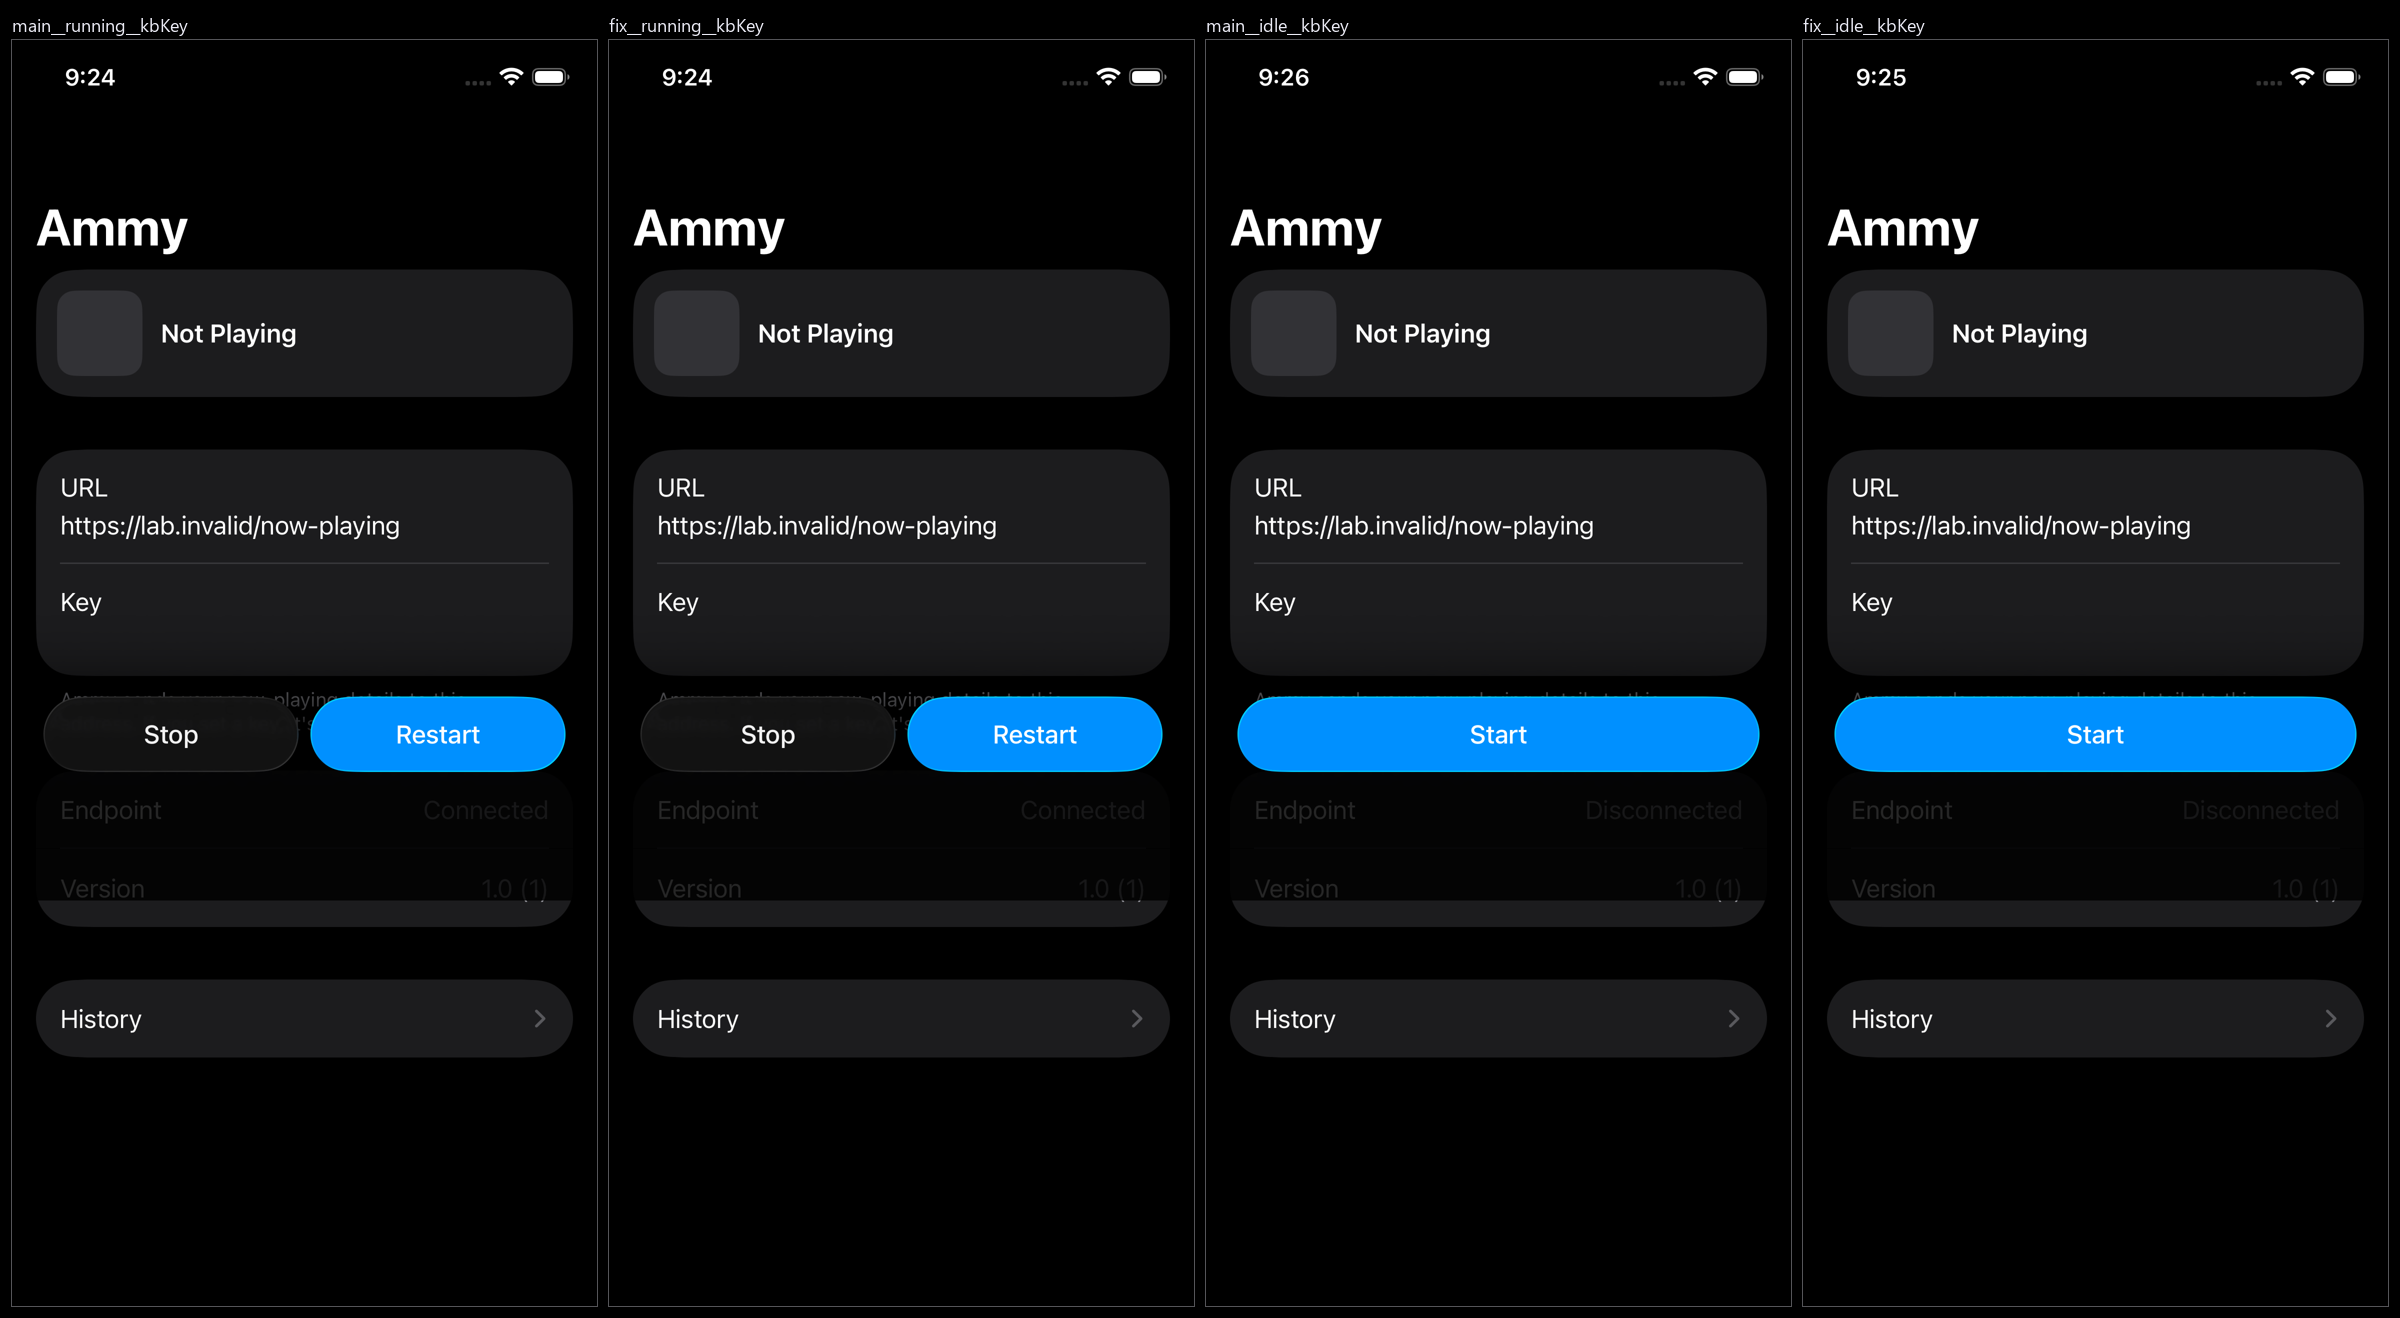 main__running__kbKey
9:24
Ammy
Not Playing
URL
https://lab.invalid/now-playing
Key
Stop
Restart
Endpoint
Connected
Version
1.0 (1)
History
fix__running__kbKey
9:24
Ammy
Not Playing
URL
https://lab.invalid/now-playing
Key
Stop
Restart
Endpoint
Connected
Version
1.0 (1)
History
main__idle__kbKey
9:26
Ammy
Not Playing
URL
https://lab.invalid/now-playing
Key
Start
Endpoint
Disconnected
Version
1.0 (1)
History
fix__idle__kbKey
9:25
Ammy
Not Playing
URL
https://lab.invalid/now-playing
Key
Start
Endpoint
Disconnected
Version
1.0 (1)
History